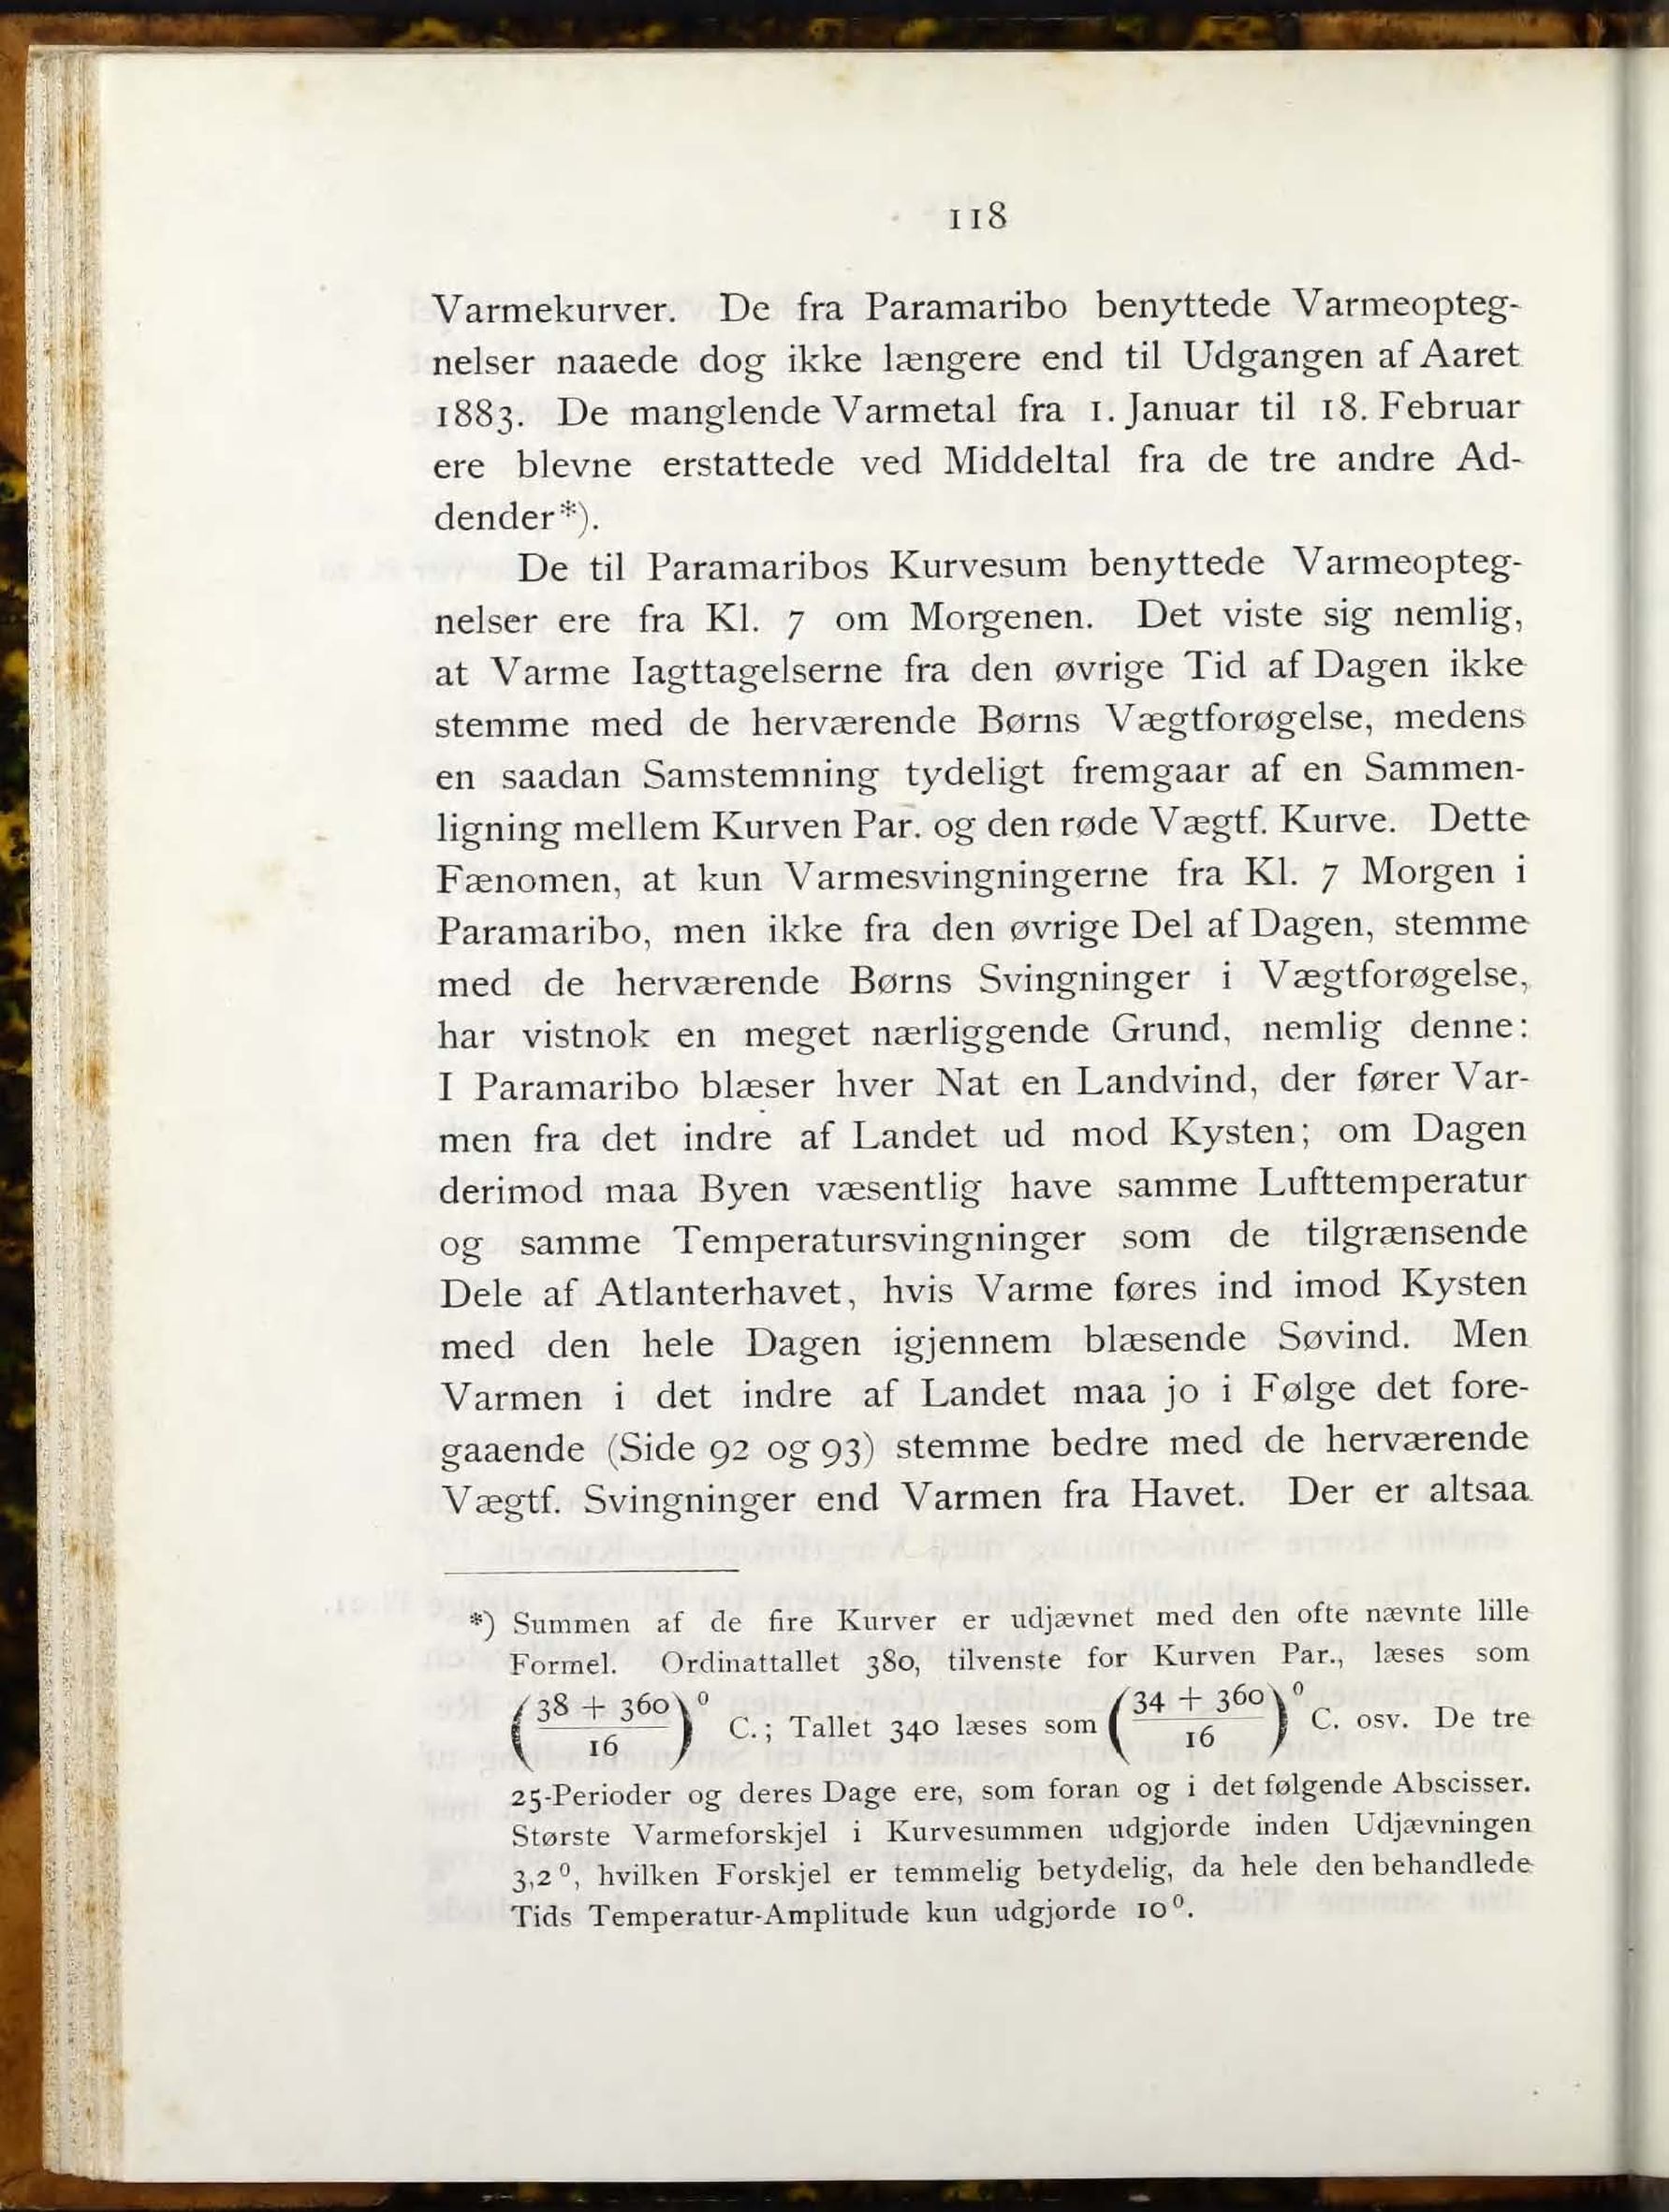 118
Varmekurver. De fra Paramaribo benyttede Varmeopteg-
nelser naaede dog ikke længere end til Udgangen af Aaret
1883. De manglende Varmetal fra 1. Januar til 18. Februar
ere blevne erstattede ved Middeltal fra de tre andre Ad-
dender*).
De til Paramaribos Kurvesum benyttede Varmeopteg-
nelser ere fra Kl. 7 om Morgenen. Det viste sig nemlig,
at Varme Iagttagelserne fra den øvrige Tid af Dagen ikke
stemme med de herværende Børns Vægtforøgelse, medens
en saadan Samstemning tydeligt fremgaar af en Sammen-
ligning mellem Kurven Par. og den røde Vægtf. Kurve. Dette
Fænomen, at kun Varmesvingningerne fra Kl. 7 Morgen i
Paramaribo, men ikke fra den øvrige Del af Dagen, stemme
med de herværende Børns Svingninger i Vægtforøgelse,
har vistnok en meget nærliggende Grund, nemlig denne:
I Paramaribo blæser hver Nat en Landvind, der fører Var-
men fra det indre af Landet ud mod Kysten; om Dagen
derimod maa Byen væsentlig have samme Lufttemperatur
og samme Temperatursvingninger som de tilgrænsende
Dele af Atlanterhavet, hvis Varme føres ind imod Kysten
med den hele Dagen igjennem blæsende Søvind. Men
Varmen i det indre af Landet maa jo i Følge det fore-
gaaende (Side 92 og 93) stemme bedre med de herværende
Vægtf. Svingninger end Varmen fra Havet. Der er altsaa
*) Summen af de fire Kurver er udjævnet med den ofte nævnte lille
Formel. Ordinattallet 380, tilvenste for Kurven Par., læses som
((38 + 360)/16)⁰ C.; Tallet 340 læses som ((34 + 360)/16)⁰ C. osv. De tre
25-Perioder og deres Dage ere, som foran og i det følgende Abscisser.
Største Varmeforskjel i Kurvesummen udgjorde inden Udjævningen
3,2⁰, hvilken Forskjel er temmelig betydelig, da hele den behandlede
Tids Temperatur-Amplitude kun udgjorde 10⁰.